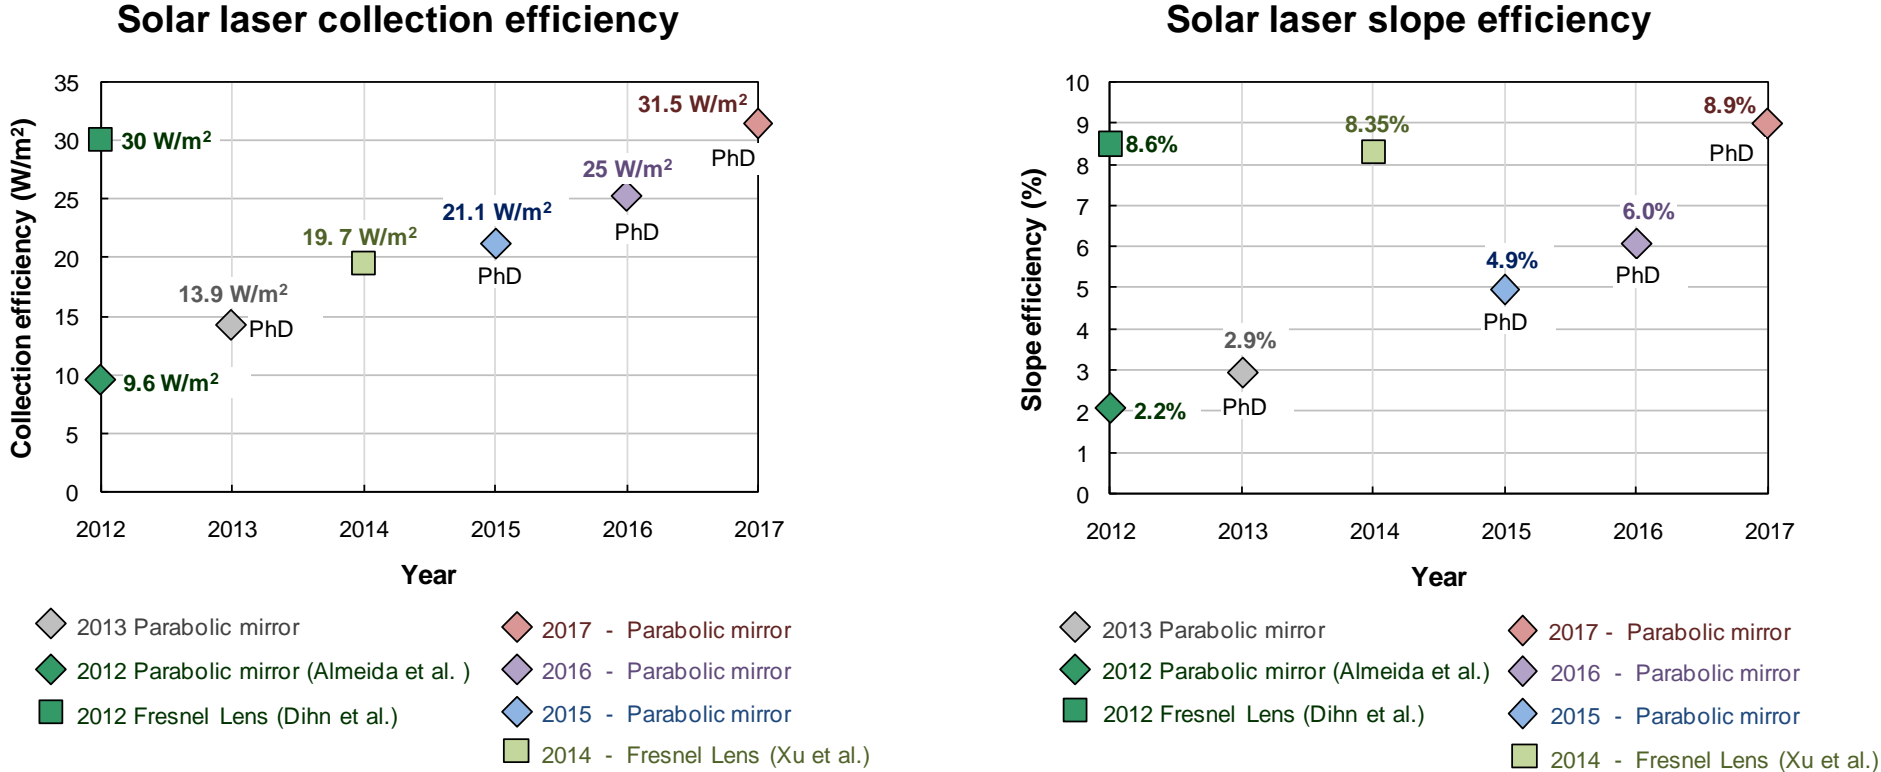 Solar laser collection efficiency
Collection efficiency (W/m²)
35
30
25
20
15
10
5
0
31.5 W/m²
PhD
30 W/m²
25 W/m²
PhD
21.1 W/m²
PhD
19. 7 W/m²
13.9 W/m²
PhD
9.6 W/m²
2012 2013 2014 2015 2016 2017
Year
2013 Parabolic mirror
2012 Parabolic mirror (Almeida et al. )
2012 Fresnel Lens (Dihn et al.)
2017 - Parabolic mirror
2016 - Parabolic mirror
2015 - Parabolic mirror
2014 - Fresnel Lens (Xu et al.)
Solar laser slope efficiency
Slope efficiency (%)
10
9
8
7
6
5
4
3
2
1
0
8.9%
PhD
8.35%
8.6%
6.0%
PhD
4.9%
PhD
2.9%
PhD
2.2%
2012 2013 2014 2015 2016 2017
Year
2013 Parabolic mirror
2012 Parabolic mirror (Almeida et al.)
2012 Fresnel Lens (Dihn et al.)
2017 - Parabolic mirror
2016 - Parabolic mirror
2015 - Parabolic mirror
2014 - Fresnel Lens (Xu et al.)